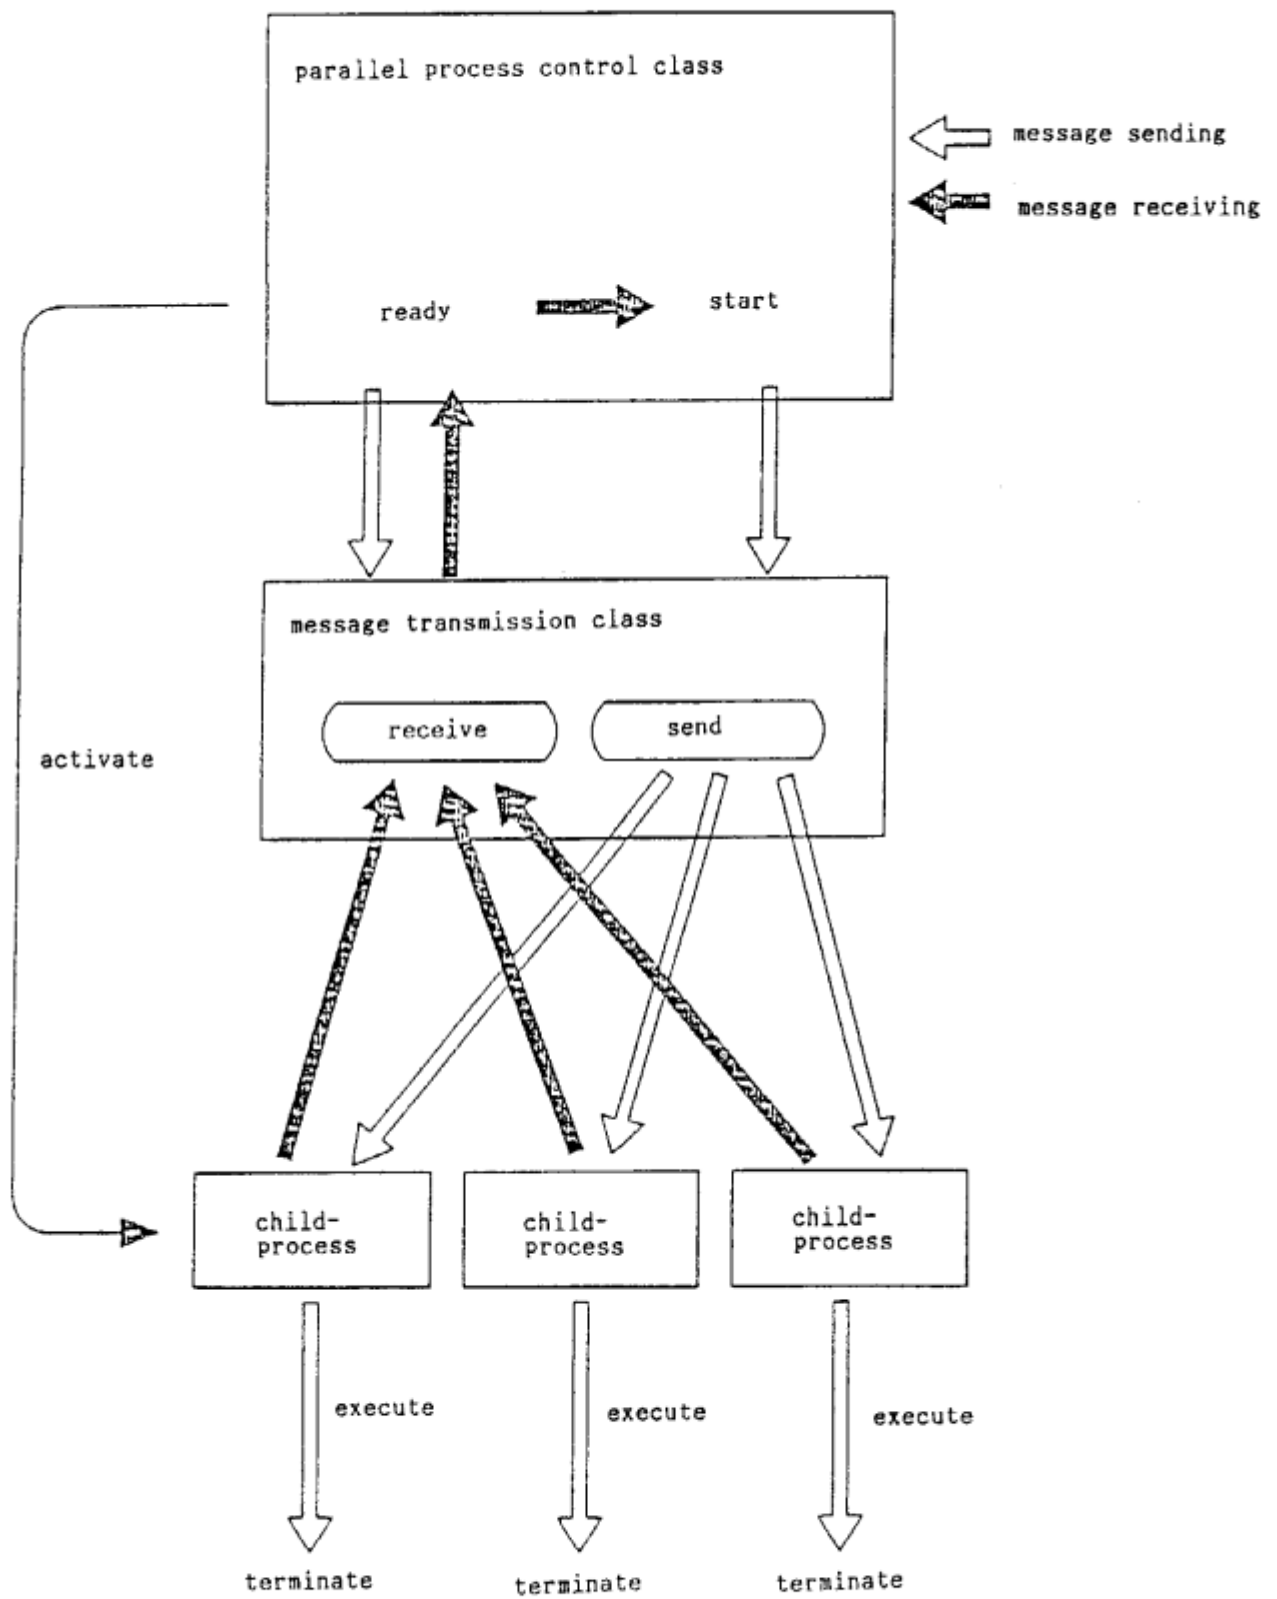 parallel process control class
message sending
message receiving
ready
start
message transmission class
receive
send
activate
child-
process
child-
process
child-
process
execute
execute
execute
terminate
terminate
terminate